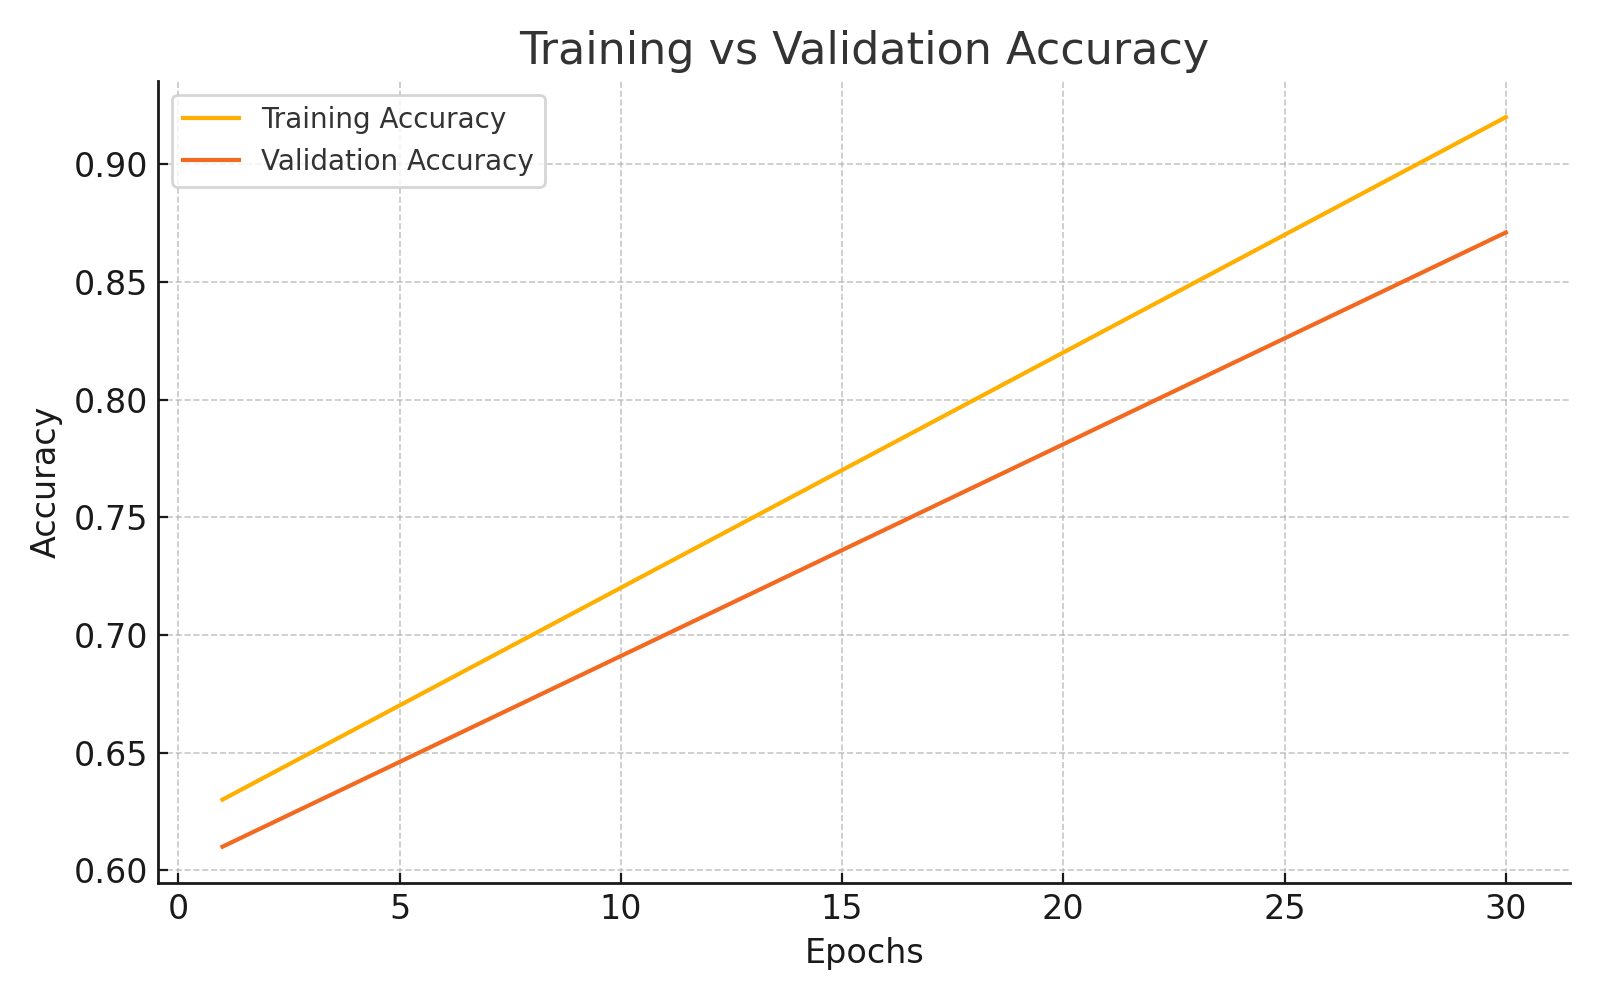 Training vs Validation Accuracy
Training Accuracy
Validation Accuracy
0.90
0.85
0.80
0.75
0.70
0.65
0.60
Accuracy
0 5 10 15 20 25 30
Epochs